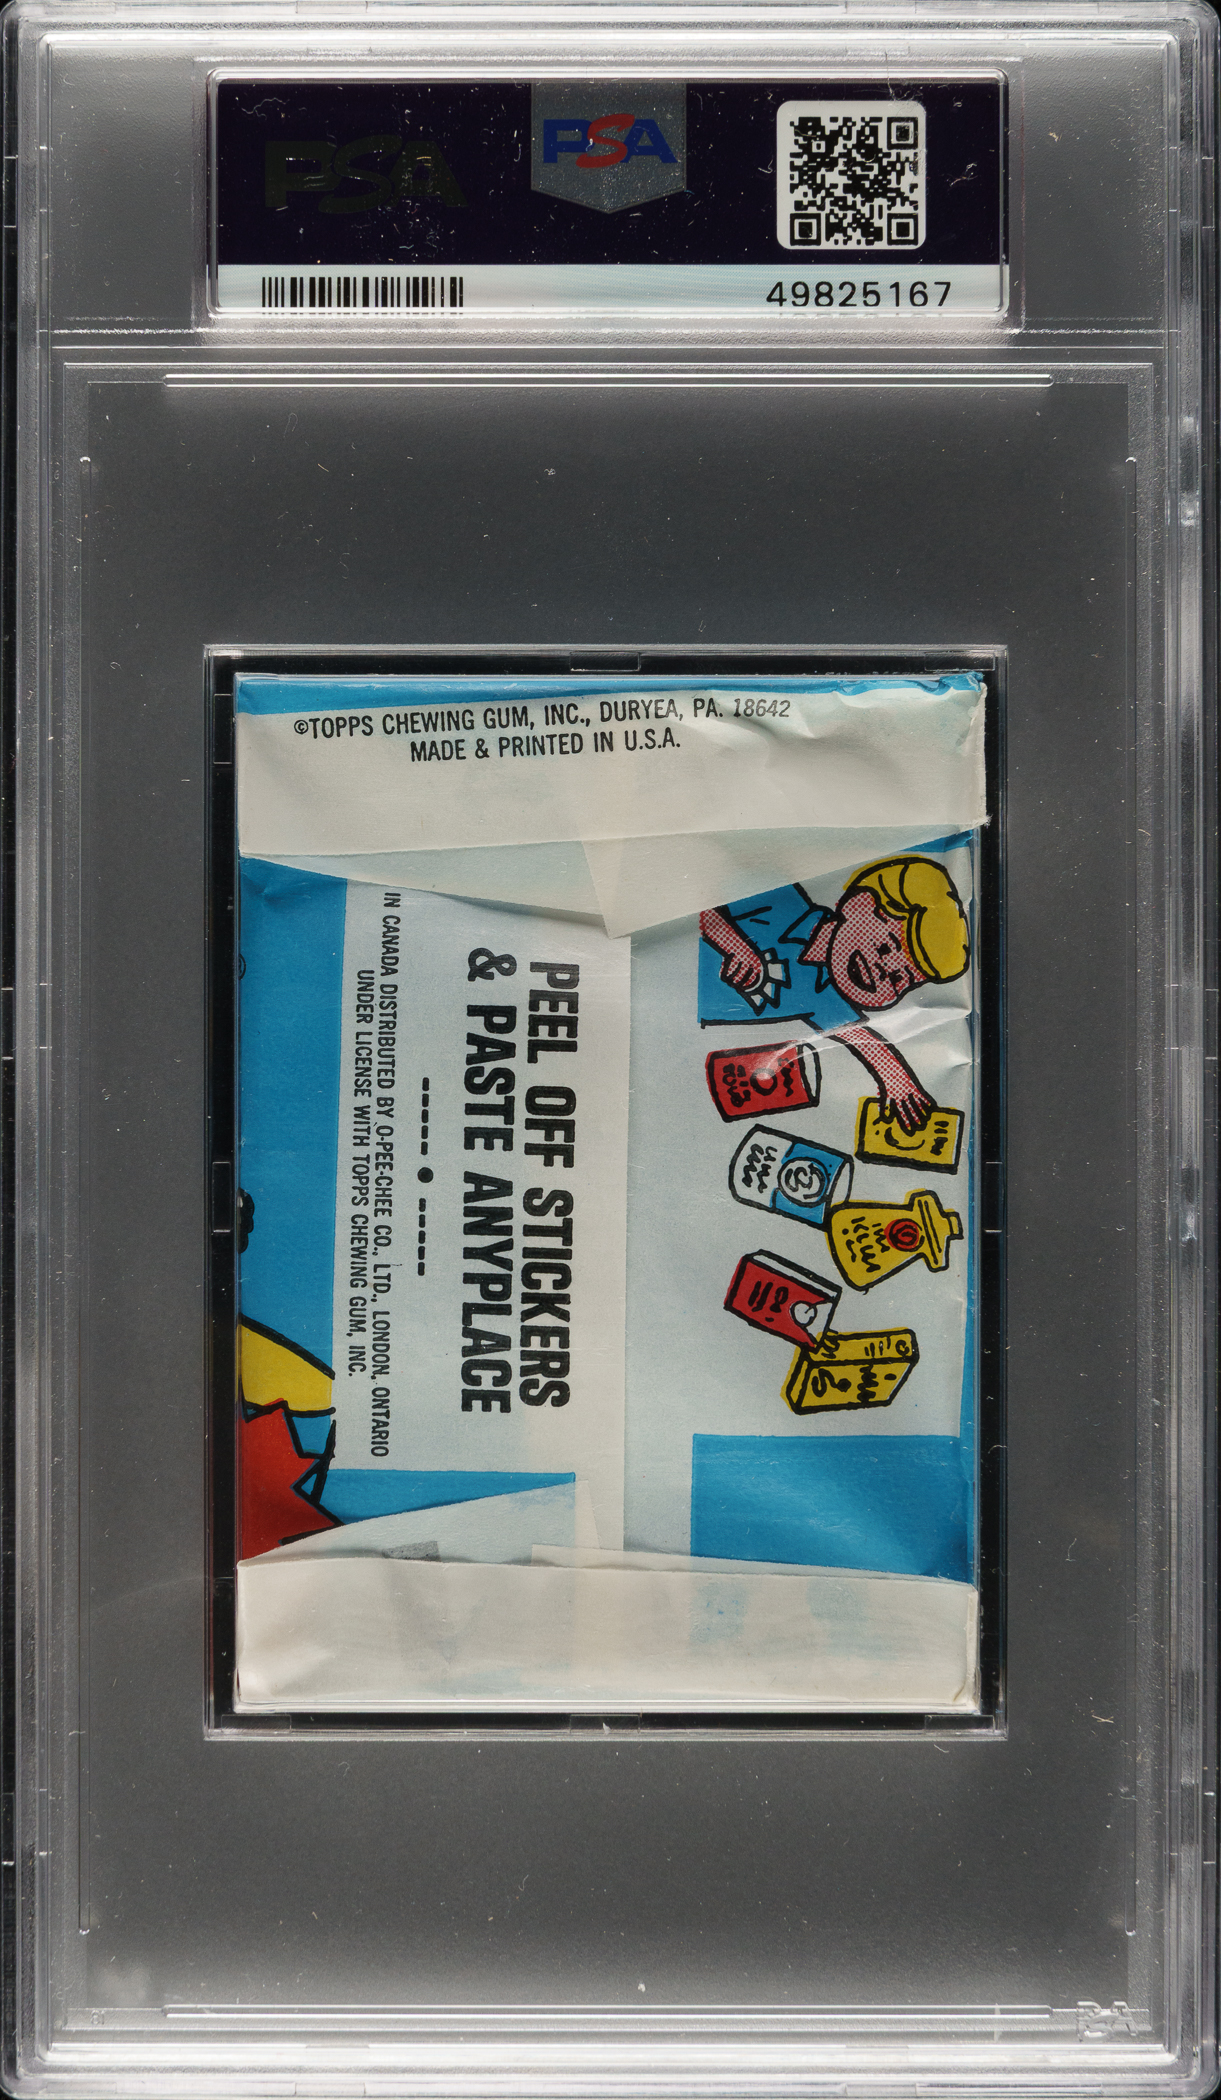 PSA
PSA
49825167
©TOPPS CHEWING GUM, INC., DURYEA, PA. 18642
MADE & PRINTED IN U.S.A.
PEEL OFF STICKERS
& PASTE ANYPLACE
IN CANADA DISTRIBUTED BY O-PEE-CHEE CO., LTD., LONDON, ONTARIO
UNDER LICENSE WITH TOPPS CHEWING GUM, INC.
PSA